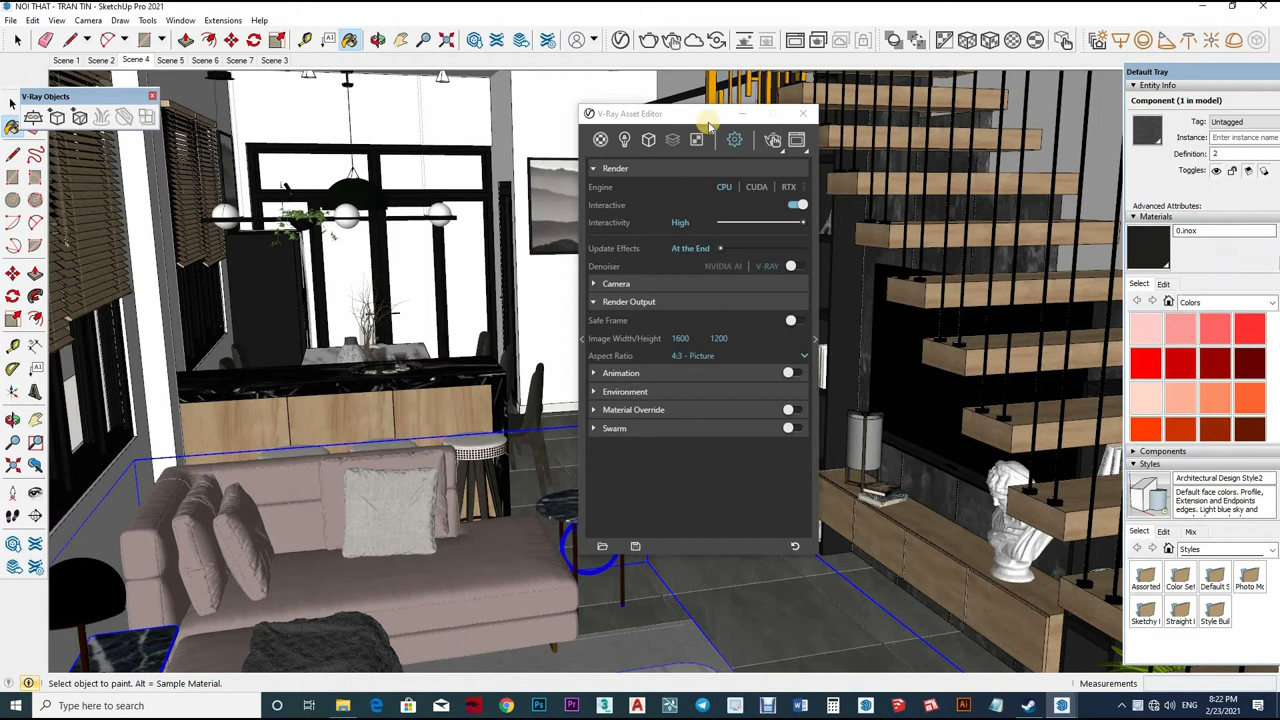 NOI THAT - TRAN TIN - SketchUp Pro 2021
File Edit View Camera Draw Tools Window Extensions Help
Scene 1 Scene 2 Scene 4 Scene 5 Scene 6 Scene 7 Scene 3
V-Ray Objects
V-Ray Asset Editor
Render
Engine CPU CUDA RTX
Interactive
Interactivity High
Update Effects At the End
Denoiser NVIDIA AI V-RAY
Camera
Render Output
Safe Frame
Image Width/Height 1600 1200
Aspect Ratio 4:3 - Picture
Animation
Environment
Material Override
Swarm
Default Tray
Entity Info
Component (1 in model)
Tag: Untagged
Instance: Enter instance name
Definition: 2
Toggles:
Advanced Attributes:
Materials
0.inox
Select Edit
Colors
Components
Styles
Architectural Design Style2
Default face colors. Profile,
Extension and Endpoints
edges. Light blue sky and
Select Edit Mix
Styles
Assorted Color Set Default S Photo Mo
Sketchy I Straight I Style Buil
Select object to paint. Alt = Sample Material.
Measurements
Type here to search
ENG
8:22 PM
2/23/2021